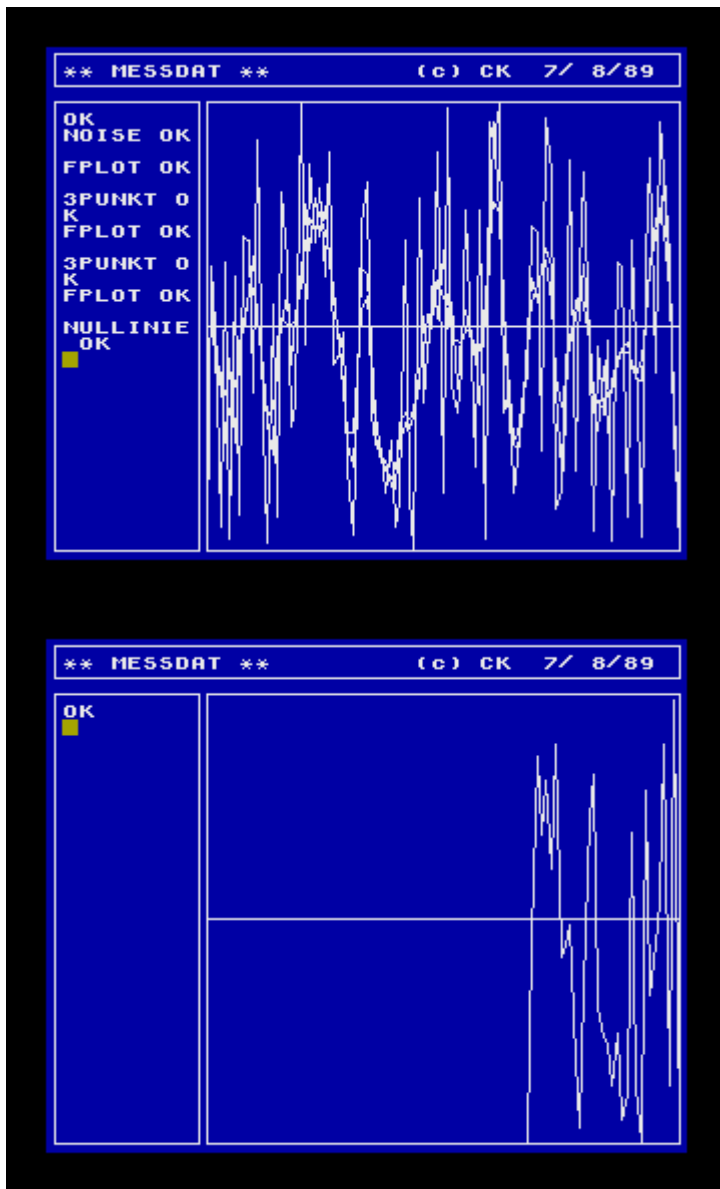 ** MESSDAT ** (c) CK 7/ 8/89
OK
NOISE OK
FPLOT OK
3PUNKT O
K
FPLOT OK
3PUNKT O
K
FPLOT OK
NULLINIE
OK
** MESSDAT ** (c) CK 7/ 8/89
OK